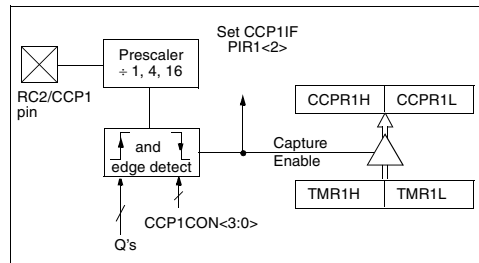 Set CCP1IF
PIR1<2>
Prescaler
÷ 1, 4, 16
RC2/CCP1
pin
CCPR1H CCPR1L
and
edge detect
Capture
Enable
TMR1H TMR1L
CCP1CON<3:0>
Q's